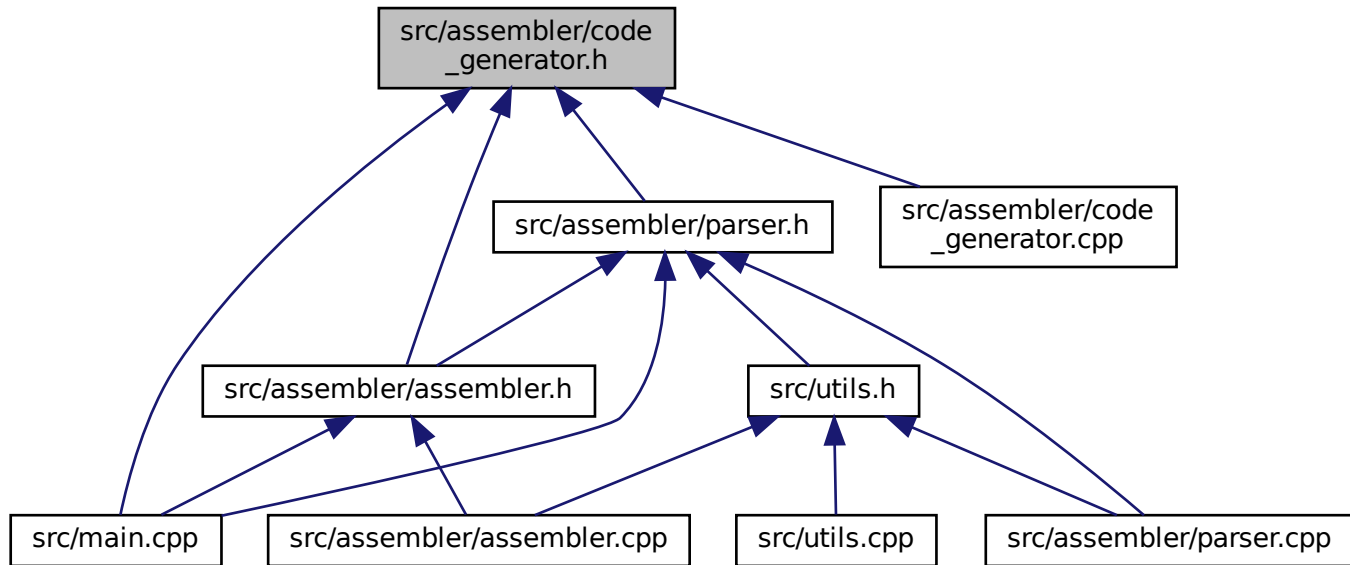 src/assembler/code
_generator.h
src/assembler/parser.h
src/assembler/code
_generator.cpp
src/assembler/assembler.h
src/utils.h
src/main.cpp
src/assembler/assembler.cpp
src/utils.cpp
src/assembler/parser.cpp